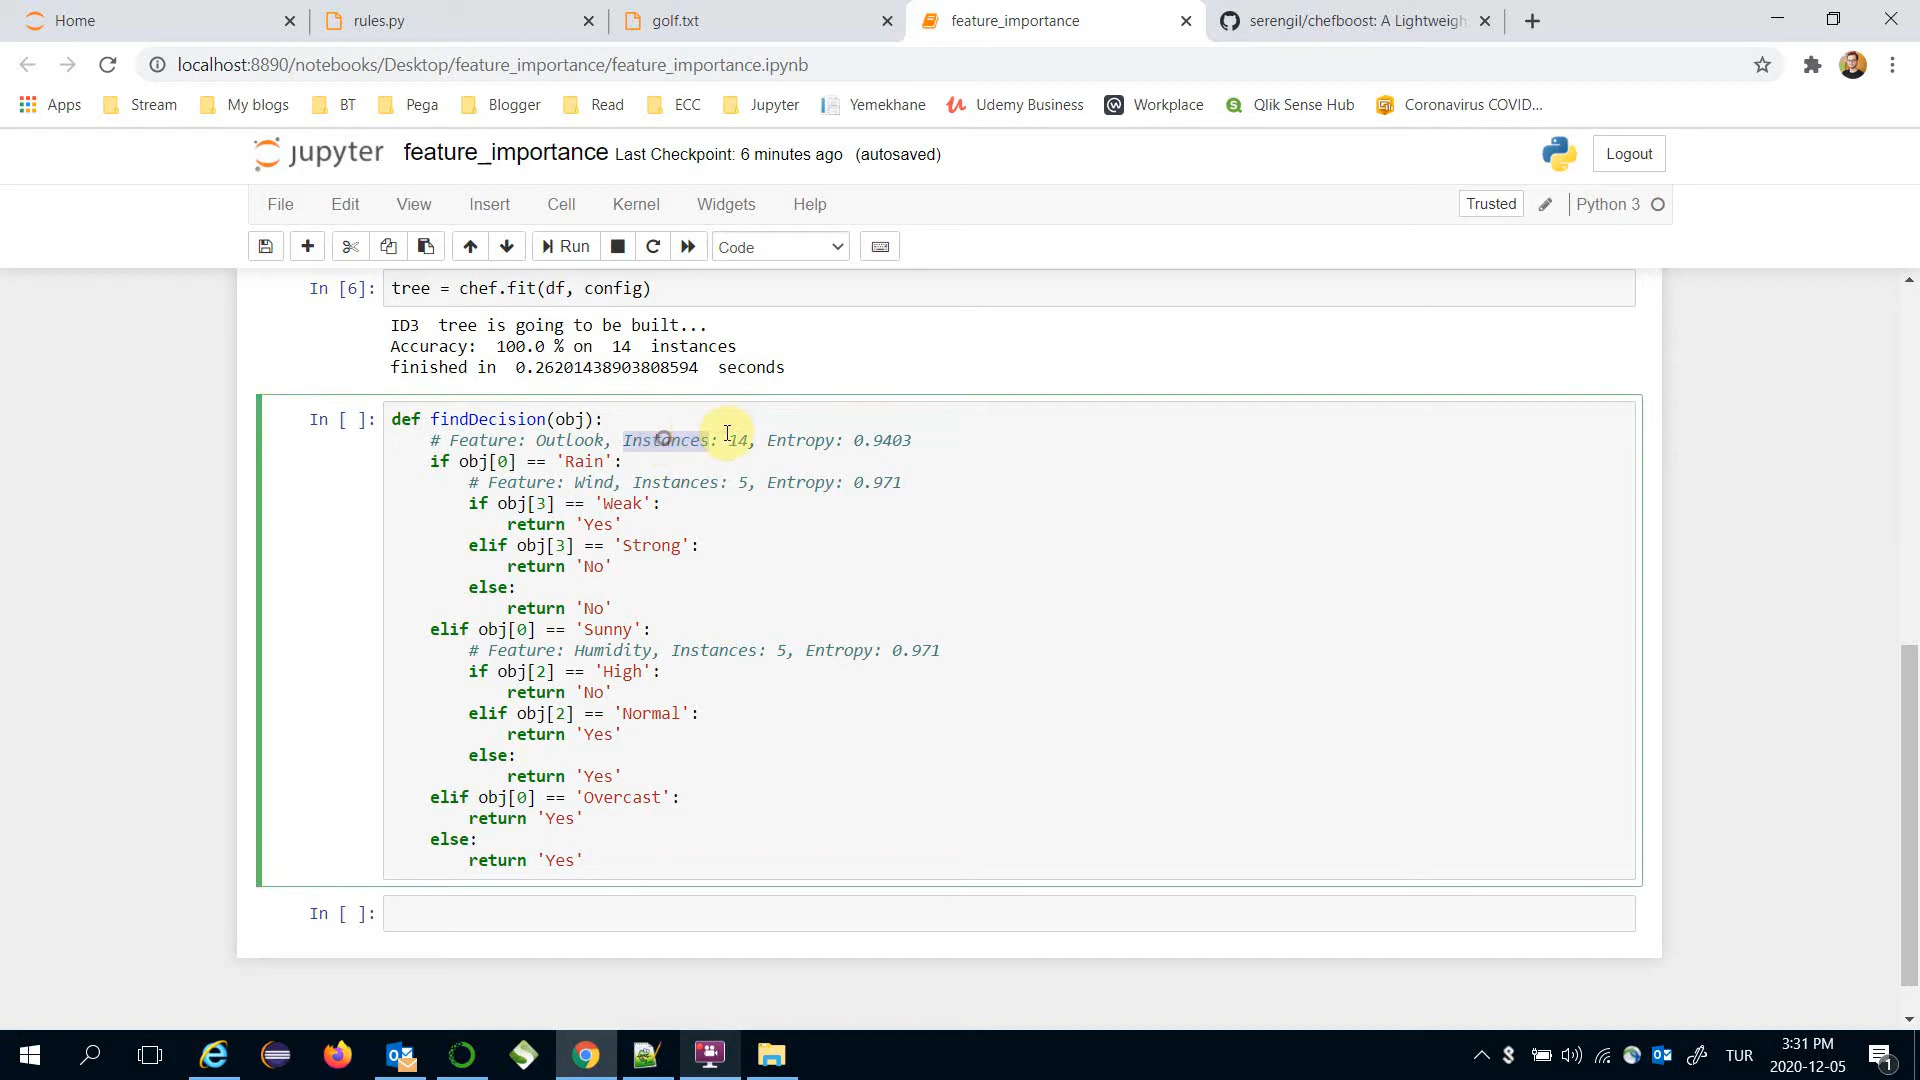 Home
rules.py
golf.txt
feature_importance
serengil/chefboost: A Lightweigh
localhost:8890/notebooks/Desktop/feature_importance/feature_importance.ipynb
Apps Stream My blogs BT Pega Blogger Read ECC Jupyter Yemekhane Udemy Business Workplace Qlik Sense Hub Coronavirus COVID...
jupyter feature_importance Last Checkpoint: 6 minutes ago (autosaved)
Logout
File Edit View Insert Cell Kernel Widgets Help
Trusted
Python 3
Run
Code
In [6]: tree = chef.fit(df, config)
ID3  tree is going to be built...
Accuracy:  100.0 % on  14  instances
finished in  0.26201438903808594  seconds
In [ ]: def findDecision(obj):
    # Feature: Outlook, Instances: 14, Entropy: 0.9403
    if obj[0] == 'Rain':
        # Feature: Wind, Instances: 5, Entropy: 0.971
        if obj[3] == 'Weak':
            return 'Yes'
        elif obj[3] == 'Strong':
            return 'No'
        else:
            return 'No'
    elif obj[0] == 'Sunny':
        # Feature: Humidity, Instances: 5, Entropy: 0.971
        if obj[2] == 'High':
            return 'No'
        elif obj[2] == 'Normal':
            return 'Yes'
        else:
            return 'Yes'
    elif obj[0] == 'Overcast':
        return 'Yes'
    else:
        return 'Yes'
In [ ]:
TUR
3:31 PM
2020-12-05
1